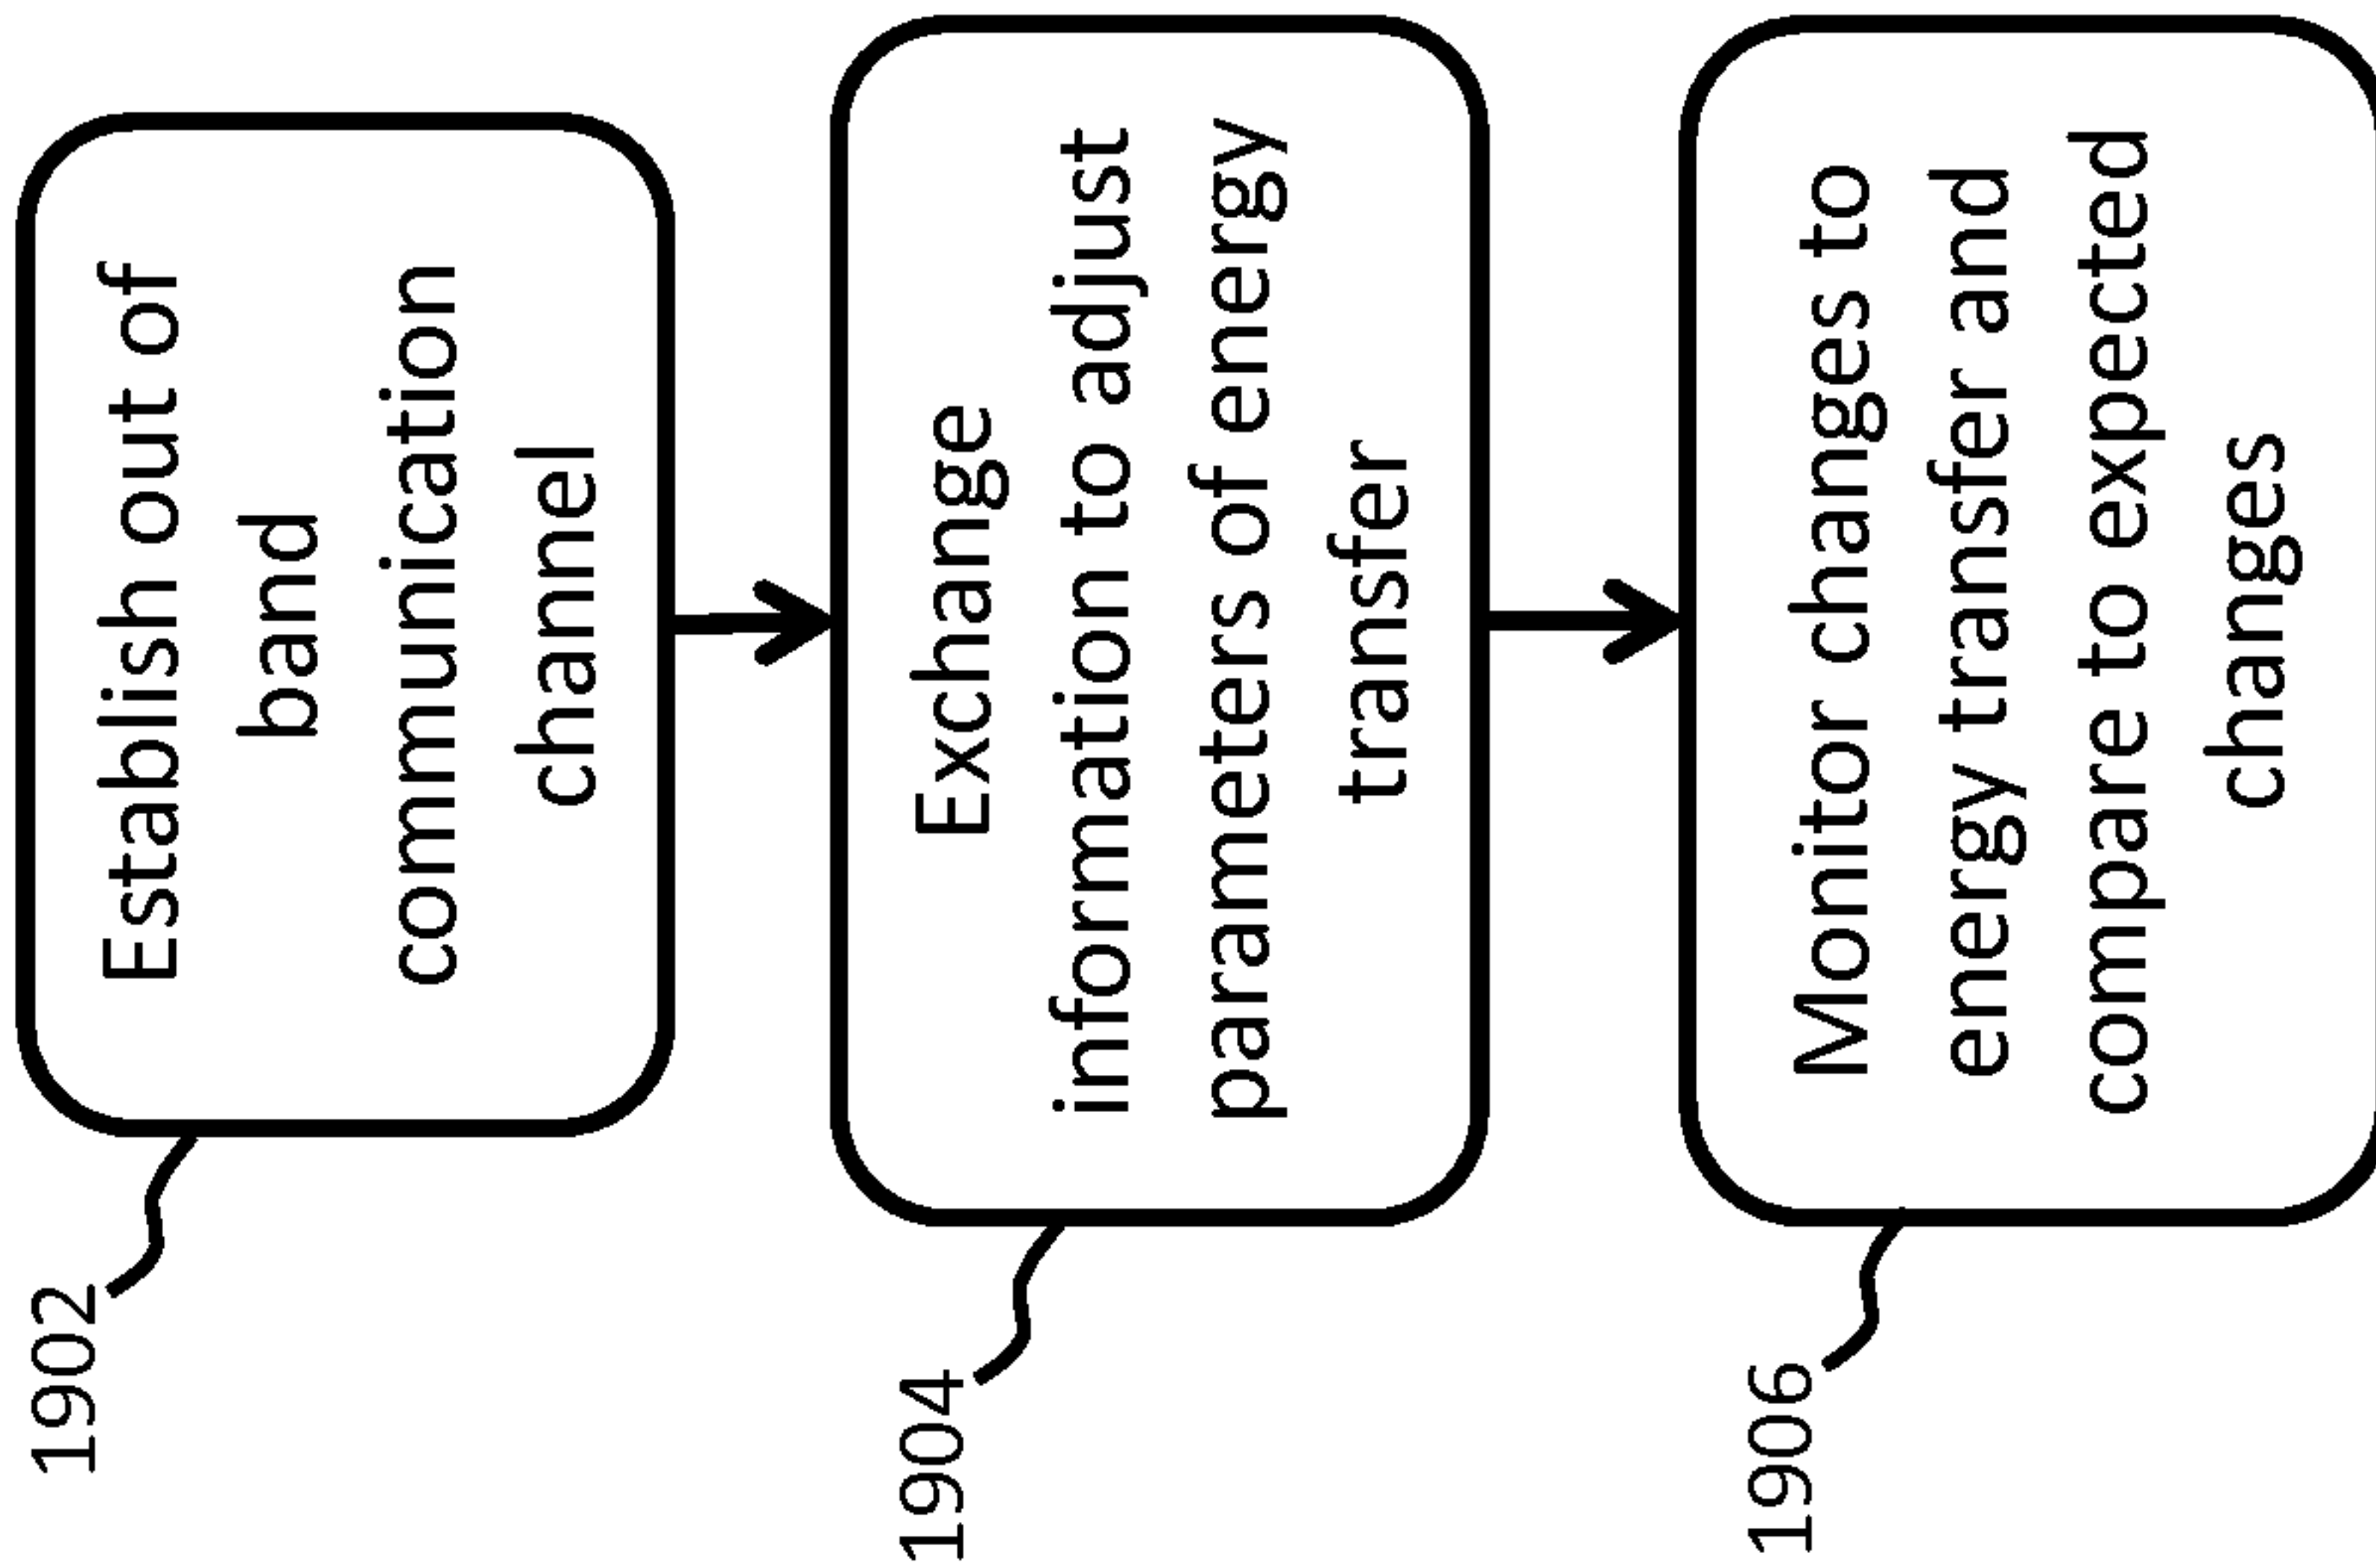 1902
Establish out of
band
communication
channel
1904
Exchange
information to adjust
parameters of energy
transfer
1906
Monitor changes to
energy transfer and
compare to expected
changes